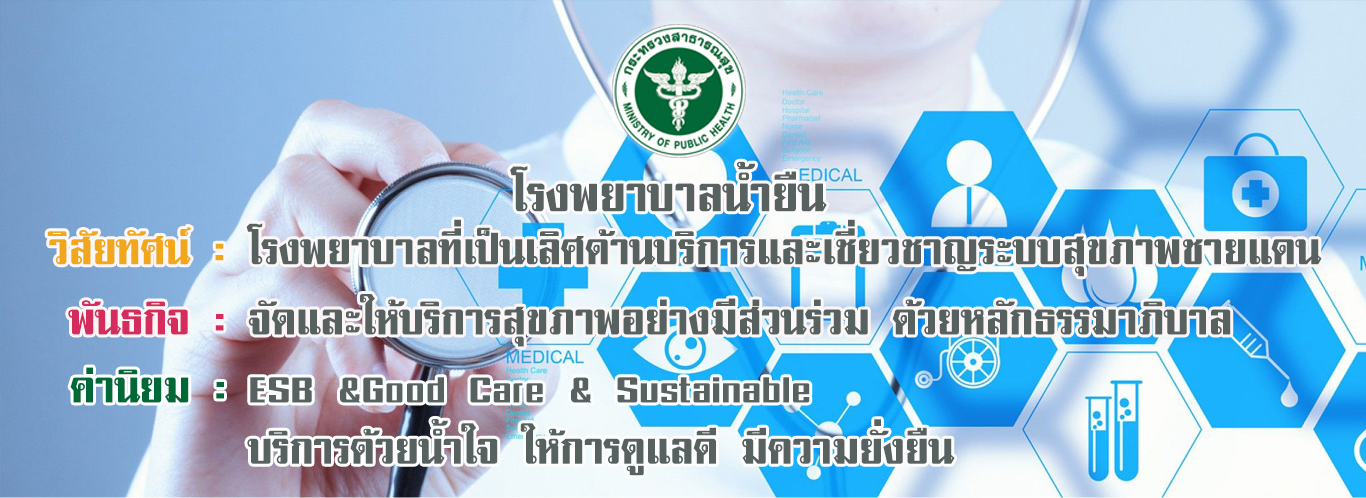 กระทรวงสาธารณสุข
MINISTRY OF PUBLIC HEALTH
Health Care
Doctor
Hospital
Pharmacist
Nurse
Emergency
EDICAL
โรงพยาบาลน้ำยืน
วิสัยทัศน์ : โรงพยาบาลที่เป็นเลิศด้านบริการและเชี่ยวชาญระบบสุขภาพชายแดน
พันธกิจ : จัดและให้บริการสุขภาพอย่างมีส่วนร่วม ด้วยหลักธรรมาภิบาล
MEDICAL
Health Care
ค่านิยม : ESB &Good Care & Sustainable
บริการด้วยน้ำใจ ให้การดูแลดี มีความยั่งยืน